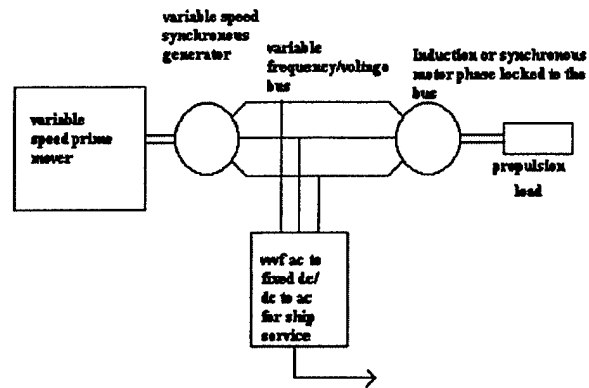 variable speed
synchronous
generator
variable
frequency/voltage
bus
Induction or synchronous
motor phase locked to the
bus
variable
speed prime
mover
propulsion
load
vvvf ac to
fixed dc/
dc to ac
for ship
service